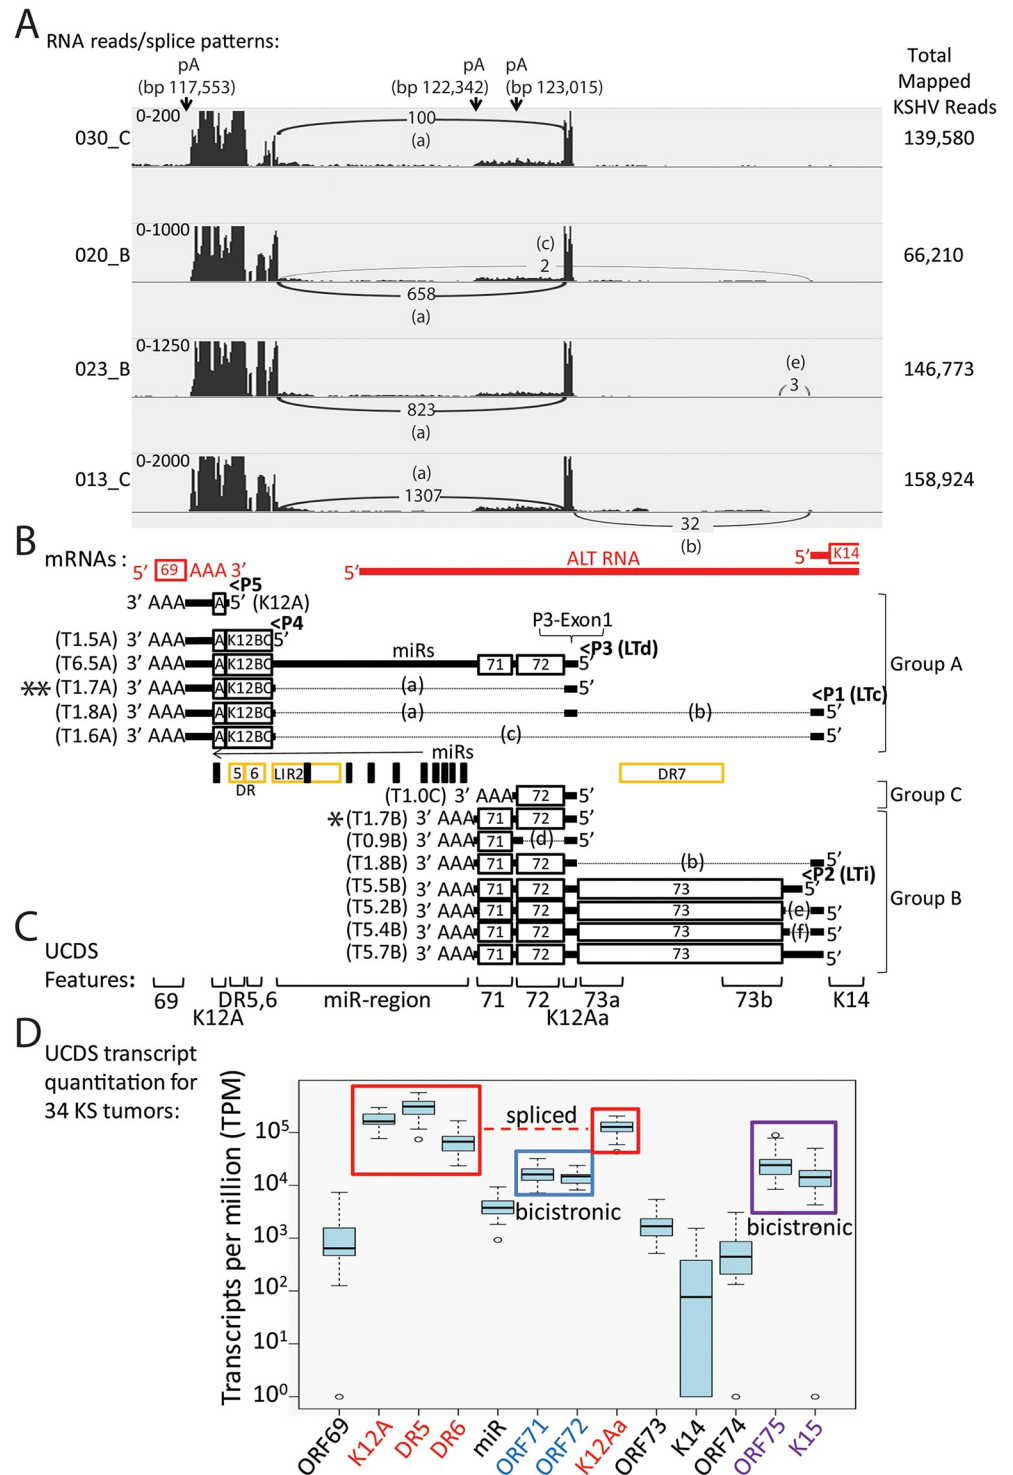 A
RNA reads/splice patterns:
pA
(bp 117,553)
pA
(bp 122,342)
pA
(bp 123,015)
Total
Mapped
KSHV Reads
030_C
0-200
100
(a)
139,580
020_B
0-1000
(c)
2
658
(a)
66,210
023_B
0-1250
(e)
3
823
(a)
146,773
013_C
0-2000
(a)
1307
32
(b)
158,924
B
mRNAs :
5’ 69 AAA 3’
5’ ALT RNA
5’ K14
<P5
3’ AAA A 5’ (K12A)
<P4
(T1.5A) 3’ AAA A K12BC 5’
P3-Exon1
(T6.5A) 3’ AAA A K12BC miRs 71 72 5’ <P3 (LTd)
Group A
** (T1.7A) 3’ AAA A K12BC (a) 5’
<P1 (LTc)
(T1.8A) 3’ AAA A K12BC (a) (b) 5’
(T1.6A) 3’ AAA A K12BC (c) 5’
miRs
5 6 LIR2 DR7
DR
(T1.0C) 3’ AAA 72 5’
Group C
* (T1.7B) 3’ AAA 71 72 5’
(T0.9B) 3’ AAA 71 (d) 5’
(T1.8B) 3’ AAA 71 72 (b) 5’
<P2 (LTi)
(T5.5B) 3’ AAA 71 72 73 5’
Group B
(T5.2B) 3’ AAA 71 72 73 (e) 5’
(T5.4B) 3’ AAA 71 72 73 (f) 5’
(T5.7B) 3’ AAA 71 72 73 5’
C
UCDS
Features:
69 K12A DR5,6 miR-region 71 72 K12Aa 73a 73b K14
D
UCDS transcript
quantitation for
34 KS tumors:
Transcripts per million (TPM)
10⁵
10⁴
10³
10²
10¹
10⁰
spliced
bicistronic
bicistronic
ORF69
K12A
DR5
DR6
miR
ORF71
ORF72
K12Aa
ORF73
K14
ORF74
ORF75
K15